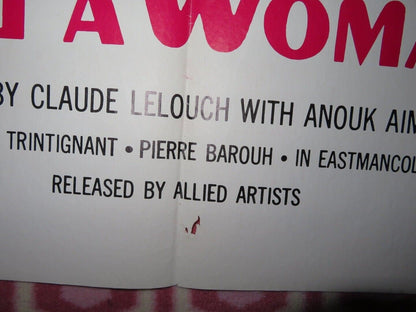 A WOMA
BY CLAUDE LELOUCH WITH ANOUK AIM
TRINTIGNANT • PIERRE BAROUH • IN EASTMANCOL
RELEASED BY ALLIED ARTISTS